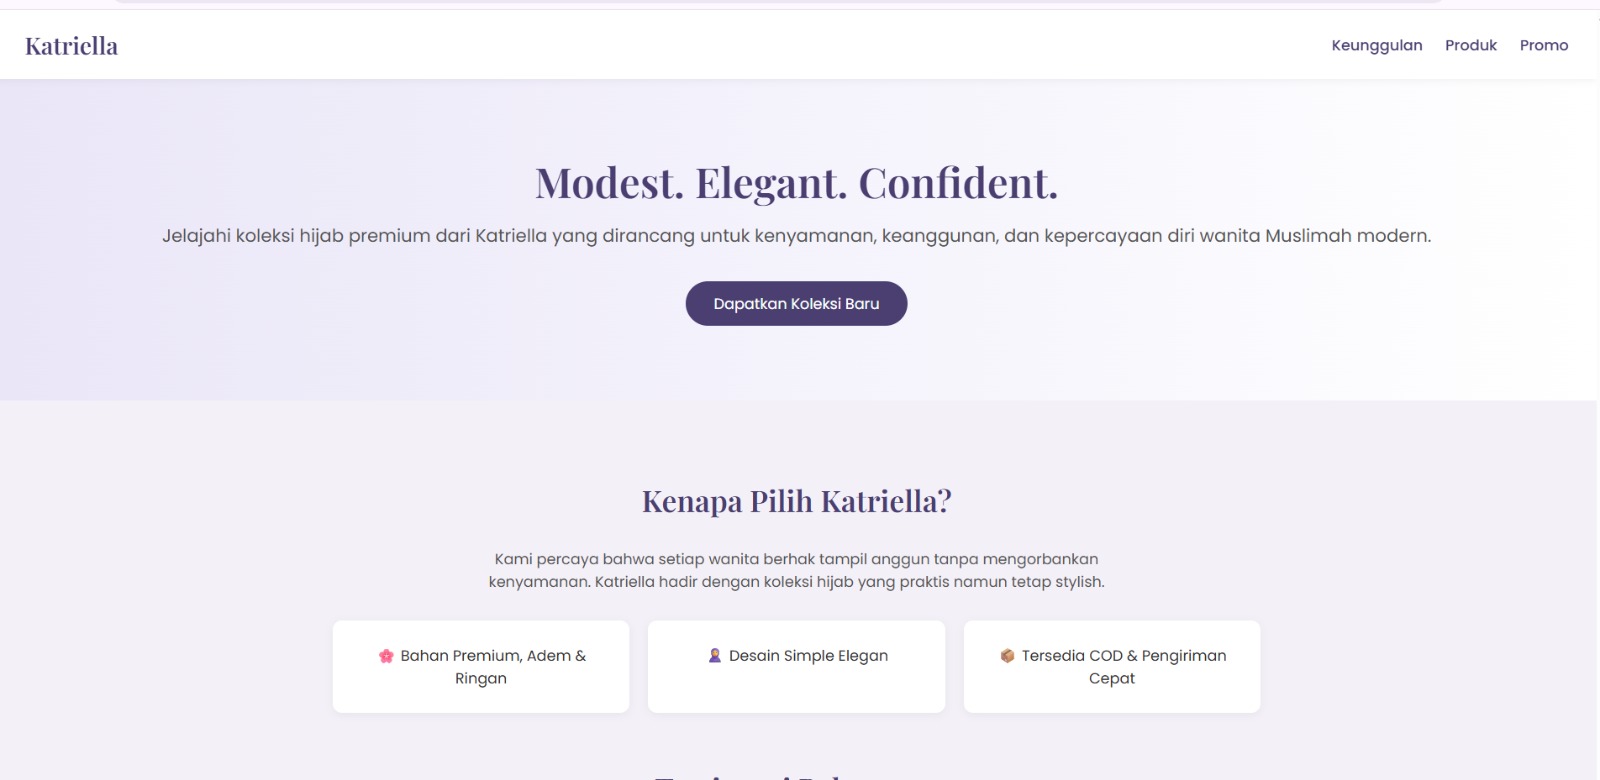 Katriella
Keunggulan Produk Promo
Modest. Elegant. Confident.
Jelajahi koleksi hijab premium dari Katriella yang dirancang untuk kenyamanan, keanggunan, dan kepercayaan diri wanita Muslimah modern.
Dapatkan Koleksi Baru
Kenapa Pilih Katriella?
Kami percaya bahwa setiap wanita berhak tampil anggun tanpa mengorbankan
kenyamanan. Katriella hadir dengan koleksi hijab yang praktis namun tetap stylish.
🌸 Bahan Premium, Adem &
Ringan
🧕 Desain Simple Elegan
📦 Tersedia COD & Pengiriman
Cepat